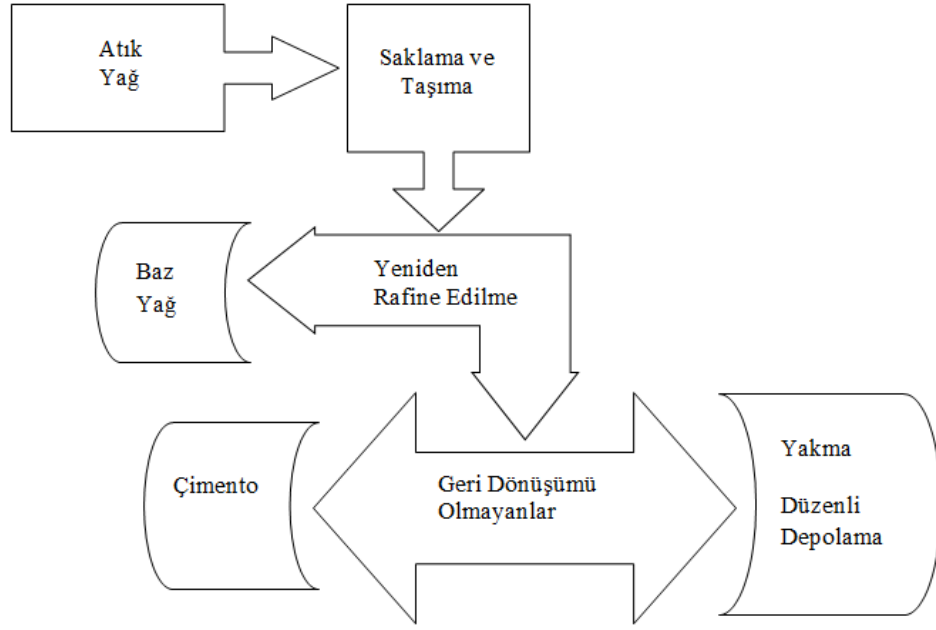 Atık
Yağ
Saklama ve
Taşıma
Baz
Yağ
Yeniden
Rafine Edilme
Çimento
Geri Dönüşümü
Olmayanlar
Yakma
Düzenli
Depolama